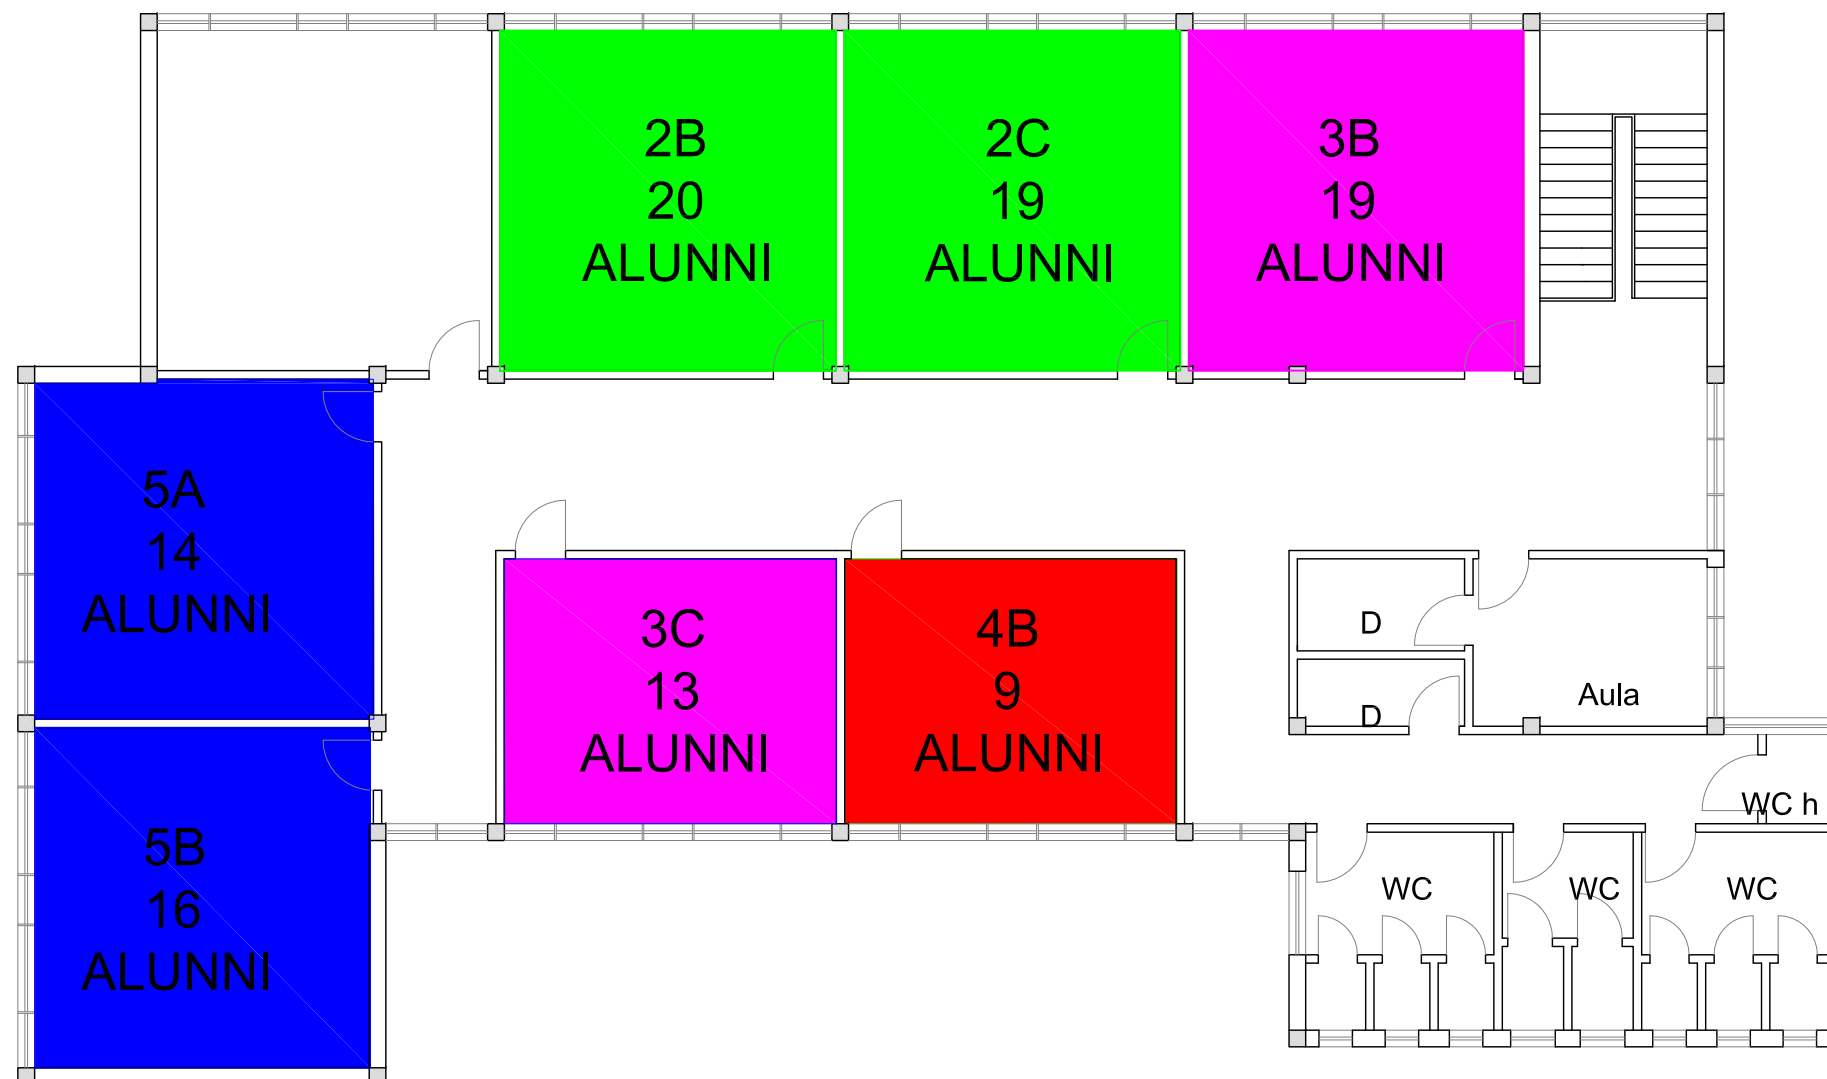 2B
20
ALUNNI
2C
19
ALUNNI
3B
19
ALUNNI
5A
14
ALUNNI
3C
13
ALUNNI
4B
9
ALUNNI
D
D
Aula
WC h
5B
16
ALUNNI
WC
WC
WC